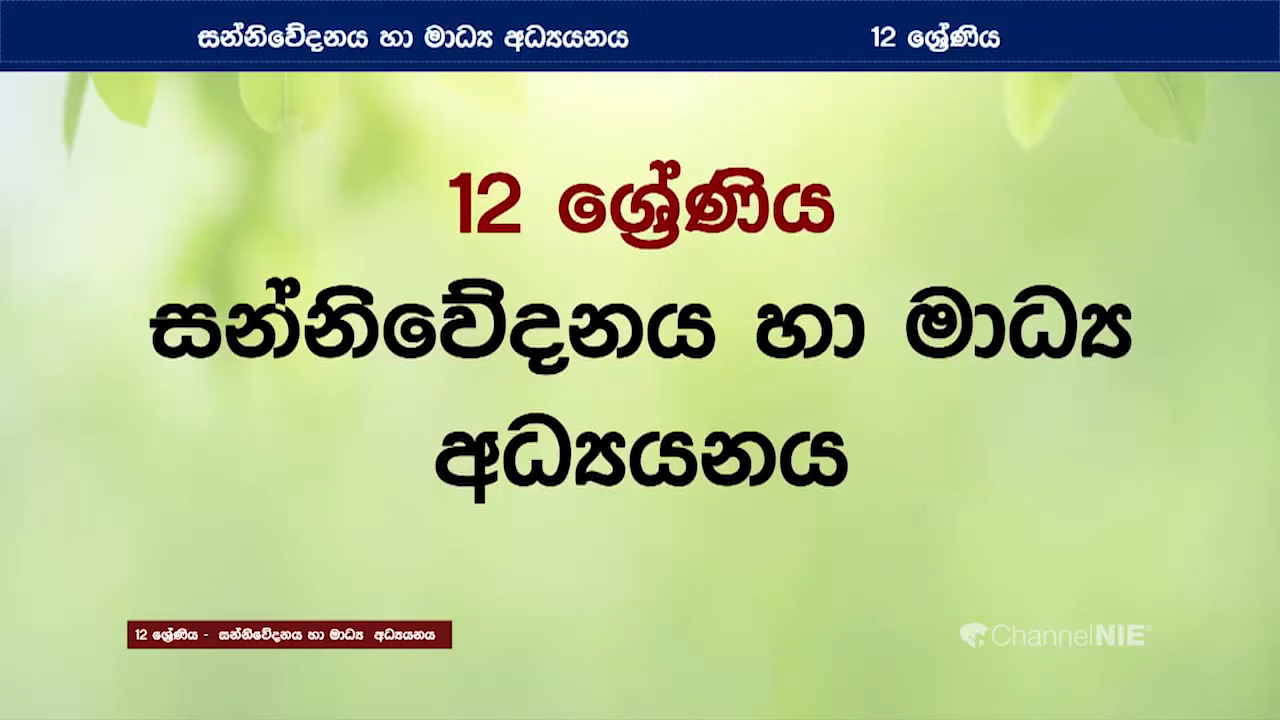 සන්නිවේදනය හා මාධ්‍ය අධ්‍යයනය 12 ශ්‍රේණිය
12 ශ්‍රේණිය
සන්නිවේදනය හා මාධ්‍ය
අධ්‍යයනය
12 ශ්‍රේණිය - සන්නිවේදනය හා මාධ්‍ය අධ්‍යයනය
ChannelNIE